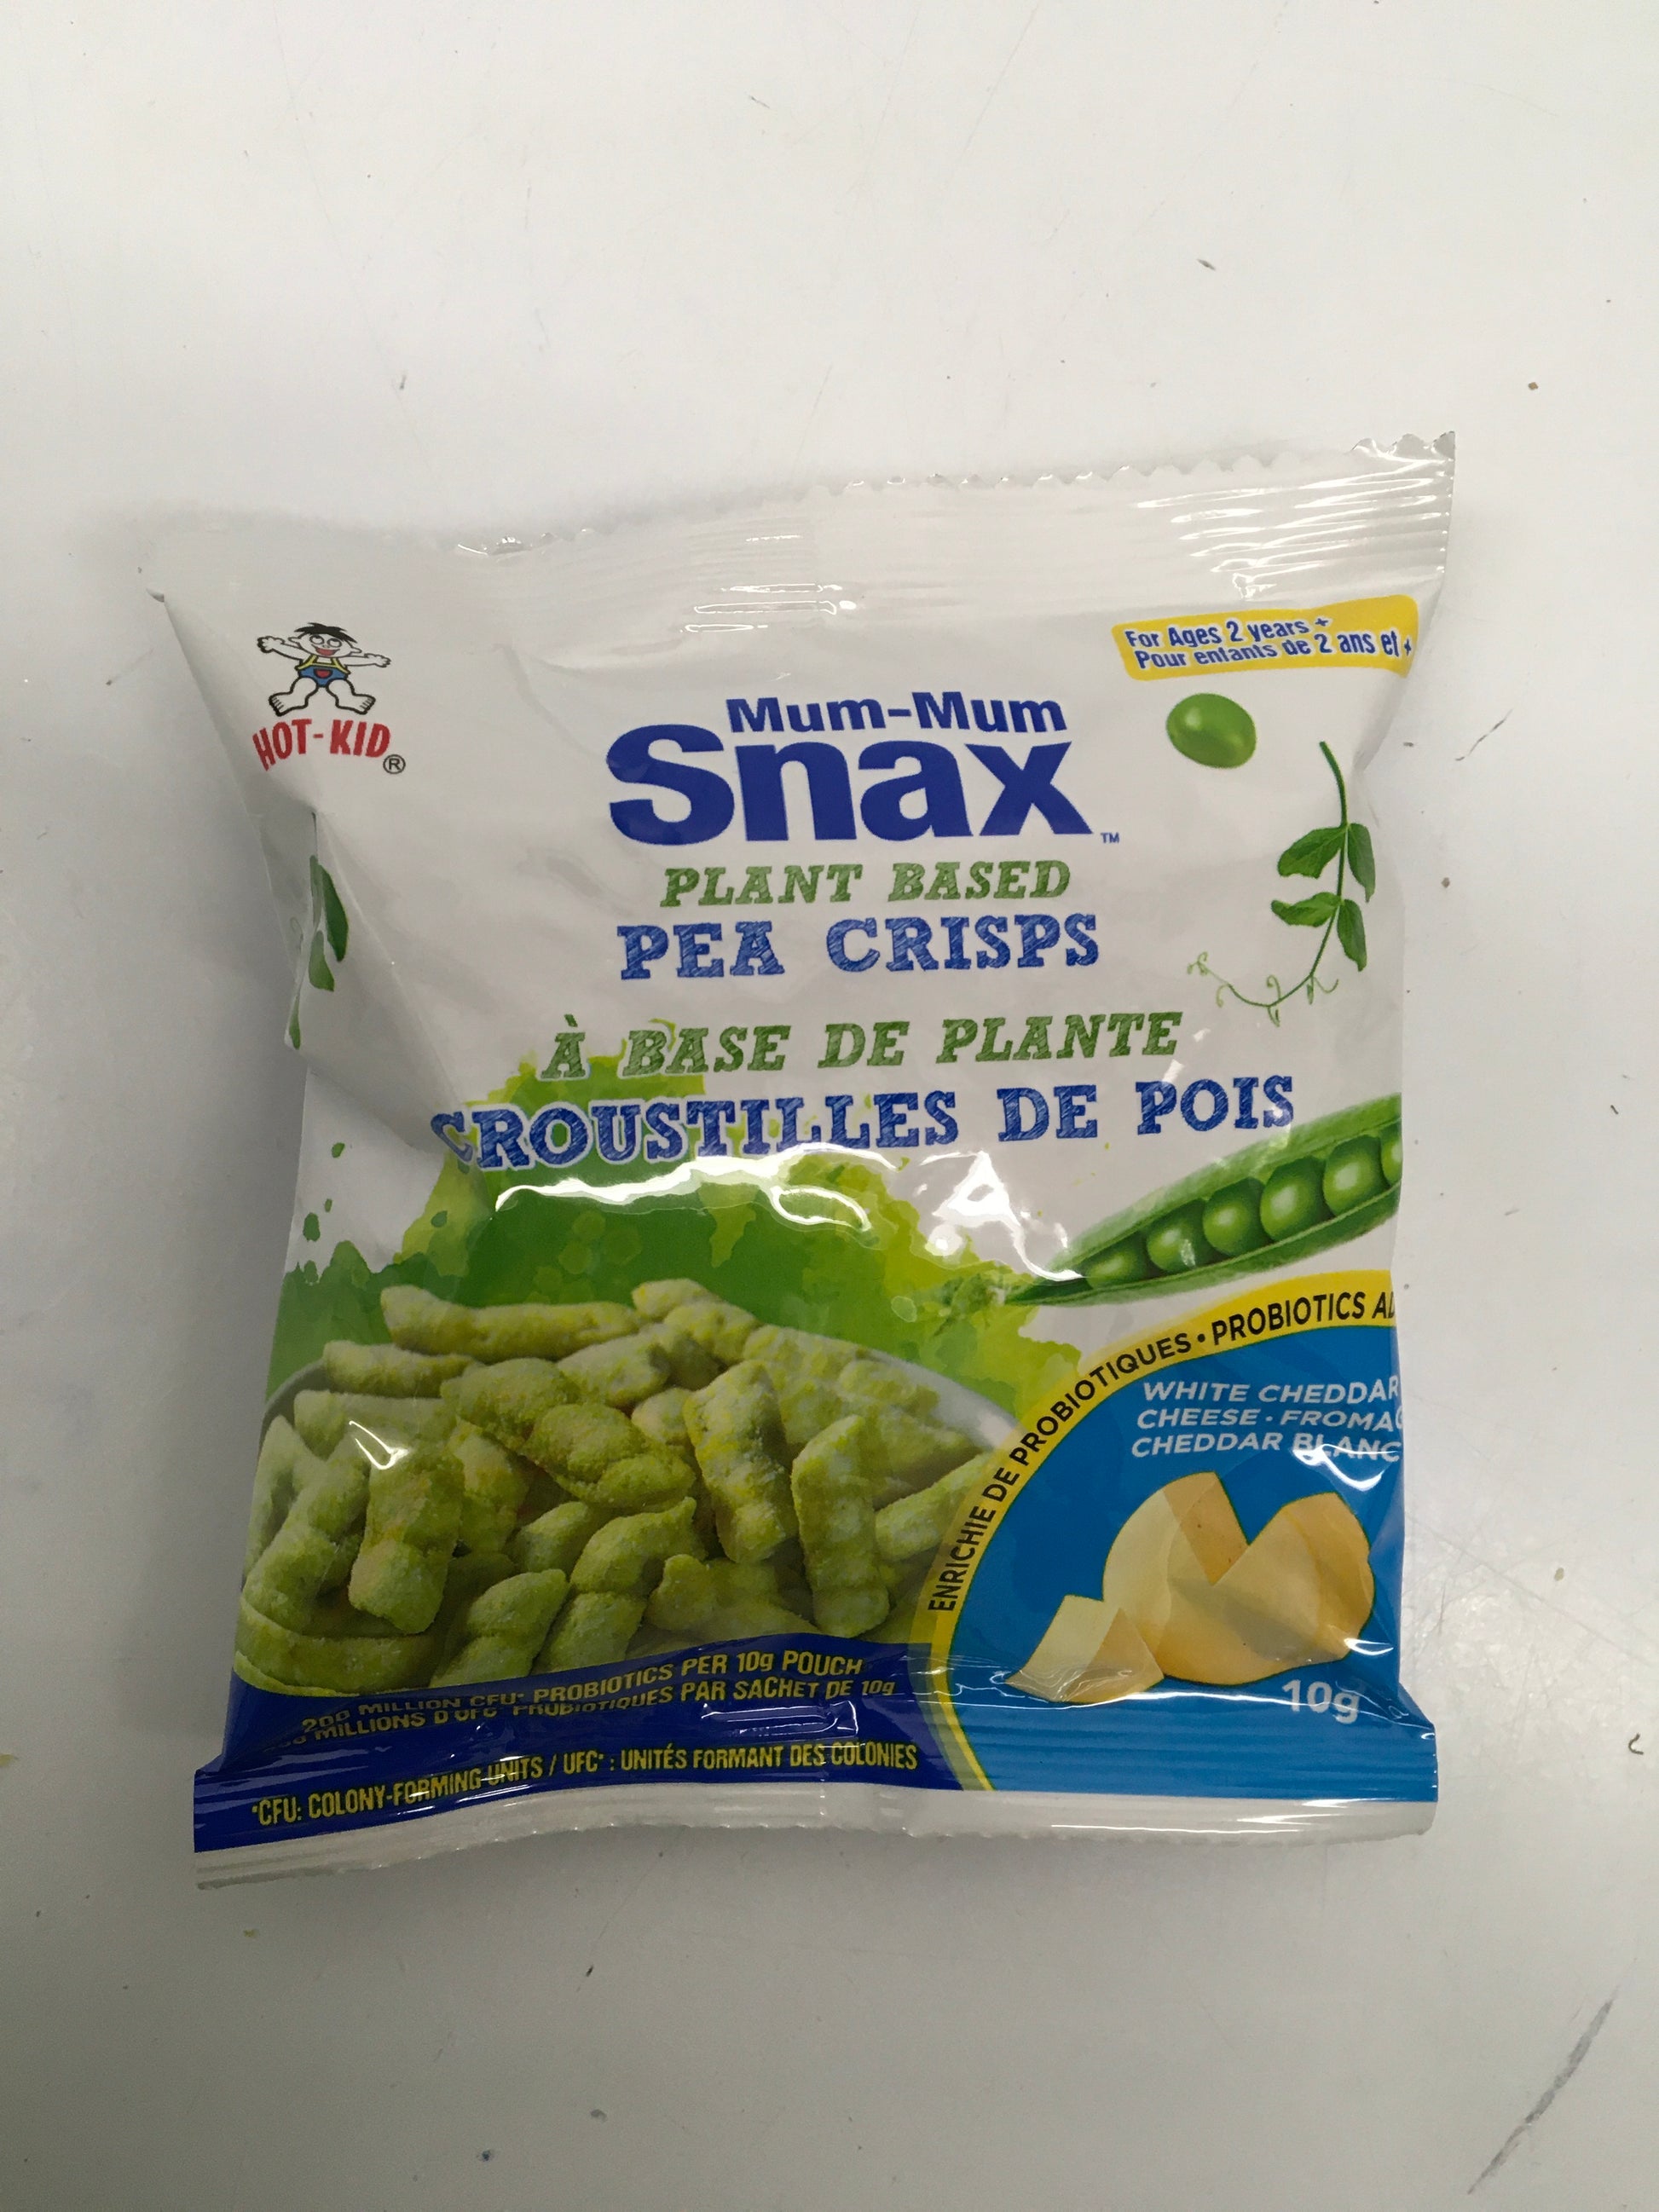 For Ages 2 years +
Pour enfants de 2 ans et +
HOT-KID®
Mum-Mum
Snax™
PLANT BASED
PEA CRISPS
À BASE DE PLANTE
CROUSTILLES DE POIS
ENRICHIE DE PROBIOTIQUES • PROBIOTICS
WHITE CHEDDAR
CHEESE • FROMAG
CHEDDAR BLANC
10g
200 MILLION CFU* PROBIOTICS PER 10g POUCH
MILLIONS D'UFC* PROBIOTIQUES PAR SACHET DE 10g
*CFU: COLONY-FORMING UNITS / UFC* : UNITÉS FORMANT DES COLONIES